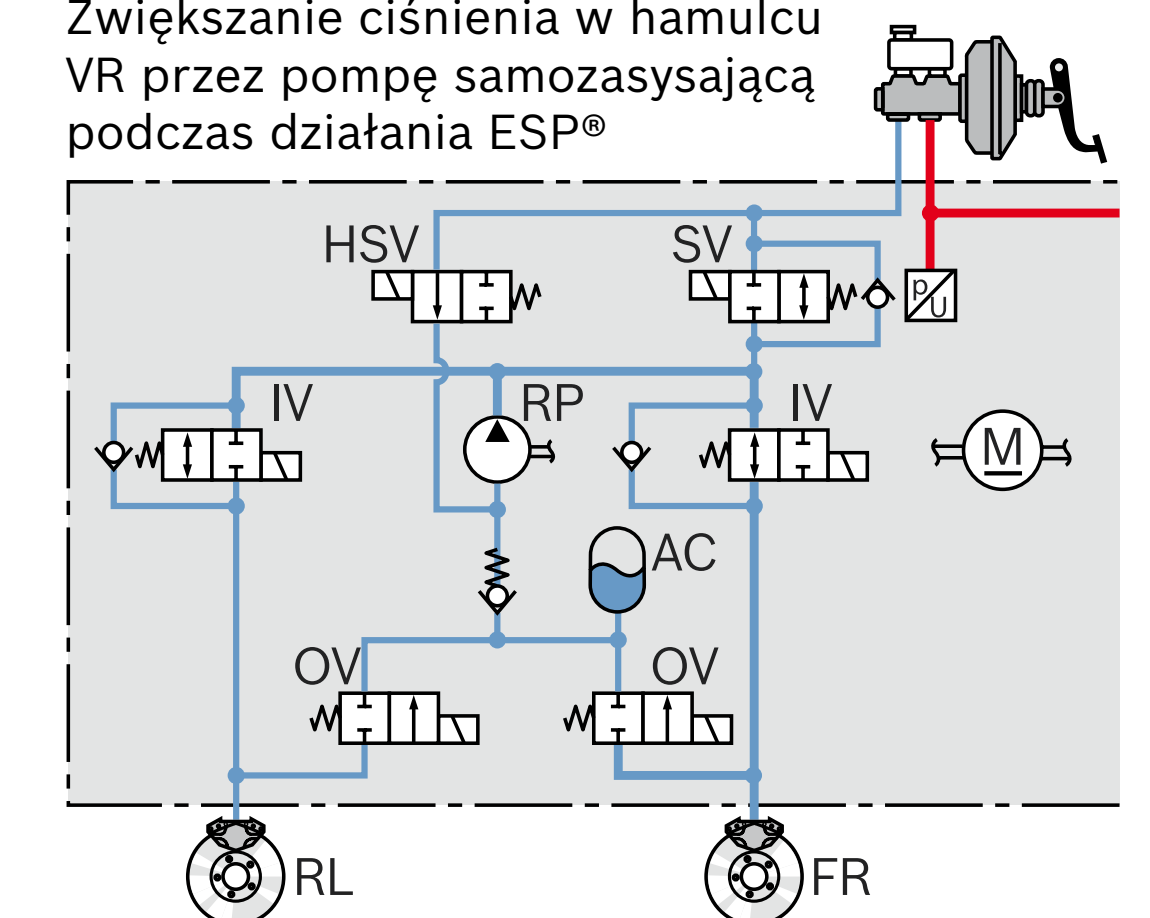 Zwiększanie ciśnienia w hamulcu
VR przez pompę samozasysającą
podczas działania ESP®
HSV
SV
p
U
IV
RP
IV
M
AC
OV
OV
RL
FR